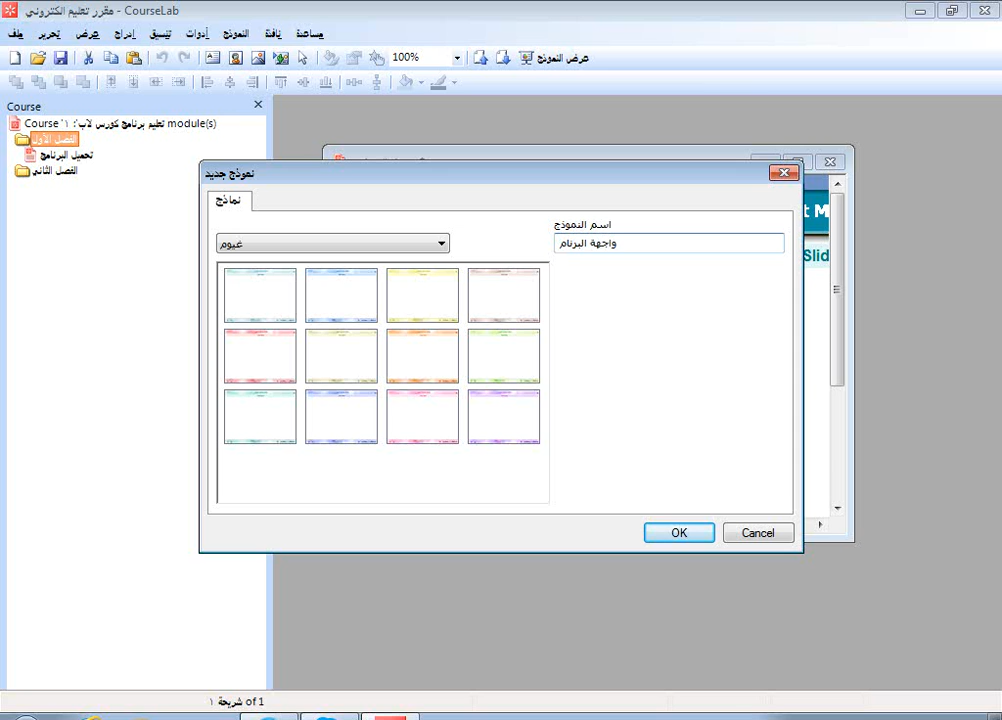 مقرر تعليم الكتروني - CourseLab
ملف تحرير عرض إدراج تنسيق أدوات النموذج نافذة مساعدة
100% عرض النموذج
Course
Course '١ :'تعليم برنامج كورس لاب module(s)
الفصل الأول
تحميل البرنامج
الفصل الثاني
نموذج جديد
نماذج
اسم النموذج
غيوم
واجهة البرنام
t M
Slid
OK Cancel
شريحة ١ of 1